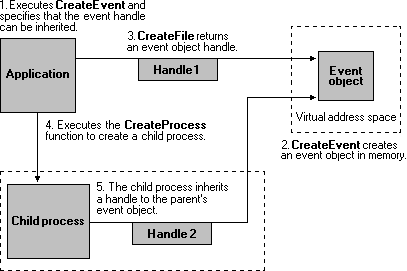 1. Executes CreateEvent and
specifies that the event handle
can be inherited.
3. CreateFile returns
an event object handle.
Application
Handle1
Event
object
Virtual address space
2. CreateEvent creates
an event object in memory.
4. Executes the CreateProcess
function to create a child process.
5. The child process inherits
a handle to the parent's
event object.
Child process
Handle 2